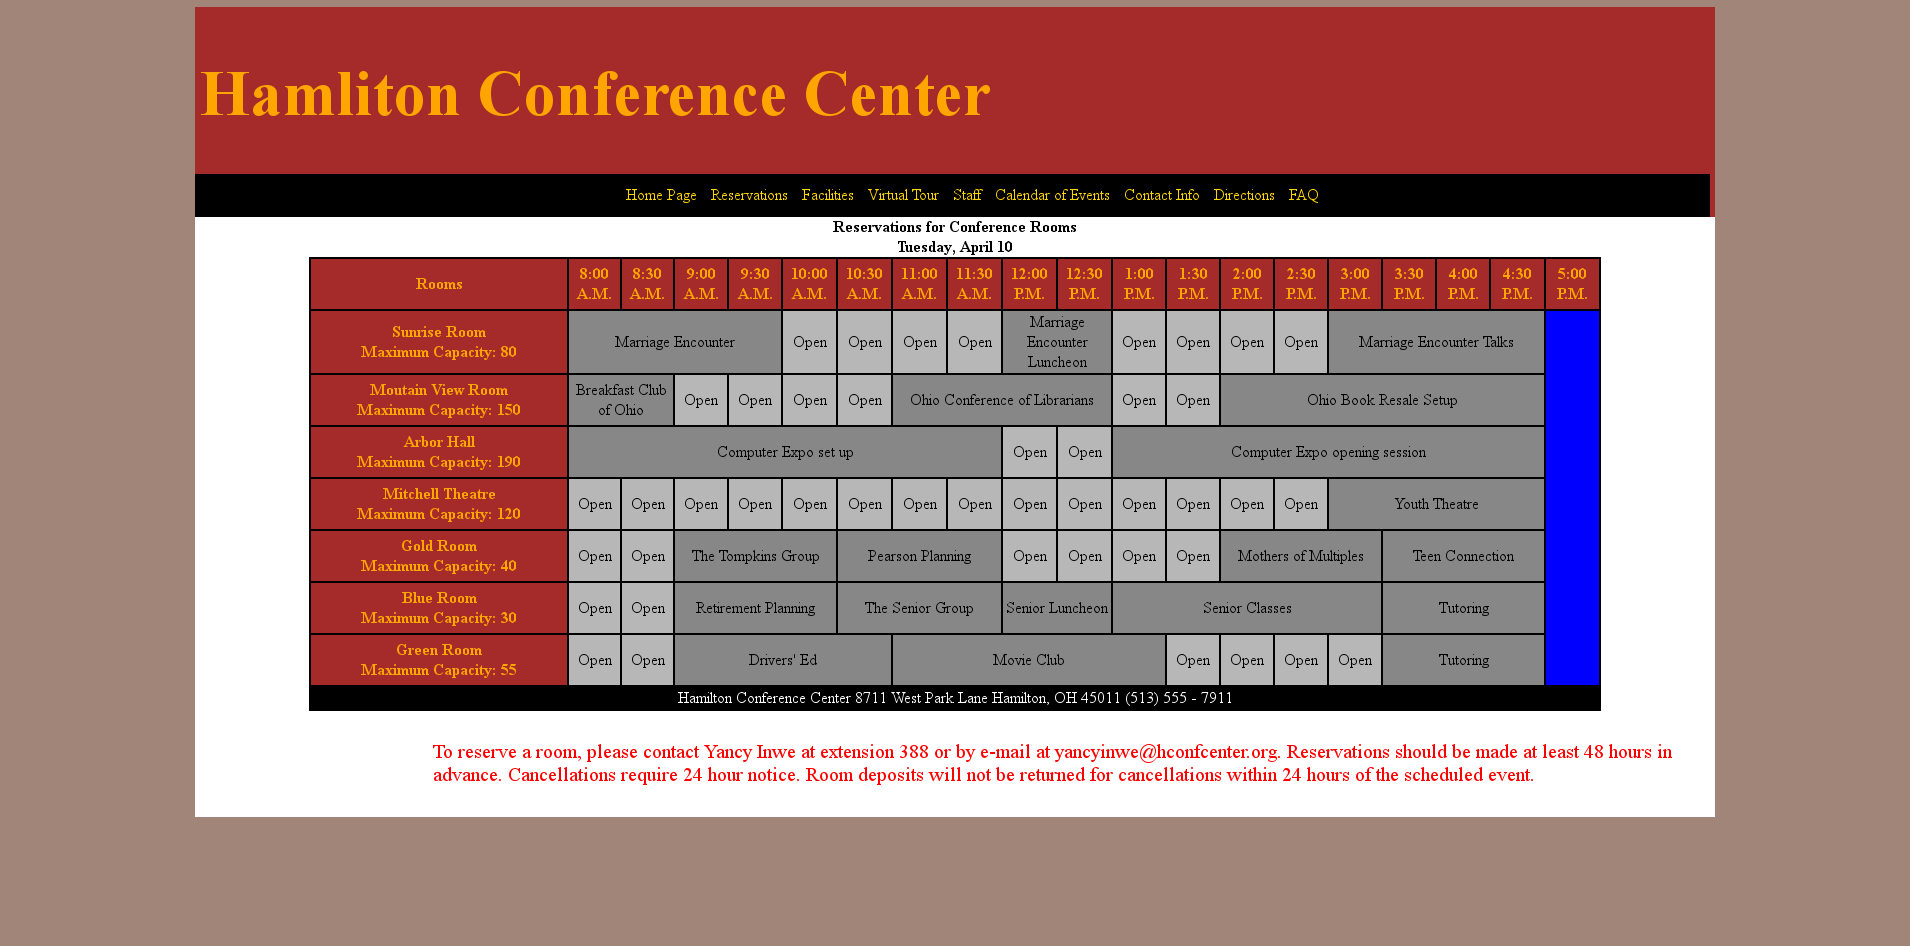 Hamliton Conference Center
Home Page Reservations Facilities Virtual Tour Staff Calendar of Events Contact Info Directions FAQ
Reservations for Conference Rooms
Tuesday, April 10
Rooms 8:00 A.M. 8:30 A.M. 9:00 A.M. 9:30 A.M. 10:00 A.M. 10:30 A.M. 11:00 A.M. 11:30 A.M. 12:00 P.M. 12:30 P.M. 1:00 P.M. 1:30 P.M. 2:00 P.M. 2:30 P.M. 3:00 P.M. 3:30 P.M. 4:00 P.M. 4:30 P.M. 5:00 P.M.
Sunrise Room Maximum Capacity: 80 Marriage Encounter Open Open Open Open Marriage Encounter Luncheon Open Open Open Open Marriage Encounter Talks
Moutain View Room Maximum Capacity: 150 Breakfast Club of Ohio Open Open Open Open Ohio Conference of Librarians Open Open Ohio Book Resale Setup
Arbor Hall Maximum Capacity: 190 Computer Expo set up Open Open Computer Expo opening session
Mitchell Theatre Maximum Capacity: 120 Open Open Open Open Open Open Open Open Open Open Open Open Open Open Youth Theatre
Gold Room Maximum Capacity: 40 Open Open The Tompkins Group Pearson Planning Open Open Open Open Mothers of Multiples Teen Connection
Blue Room Maximum Capacity: 30 Open Open Retirement Planning The Senior Group Senior Luncheon Senior Classes Tutoring
Green Room Maximum Capacity: 55 Open Open Drivers' Ed Movie Club Open Open Open Open Tutoring
Hamilton Conference Center 8711 West Park Lane Hamilton, OH 45011 (513) 555 - 7911
To reserve a room, please contact Yancy Inwe at extension 388 or by e-mail at yancyinwe@hconfcenter.org. Reservations should be made at least 48 hours in
advance. Cancellations require 24 hour notice. Room deposits will not be returned for cancellations within 24 hours of the scheduled event.